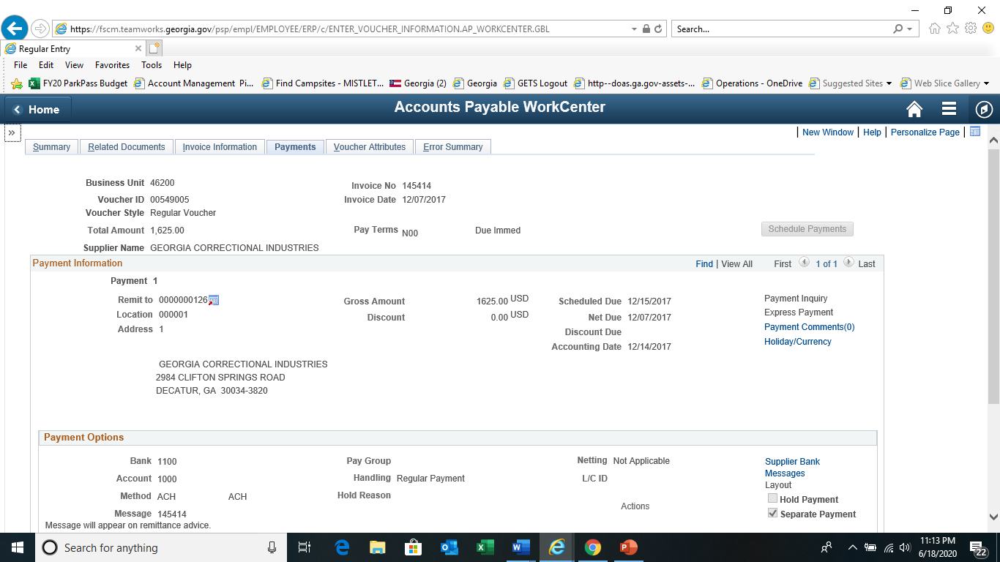 https://fscm.teamworks.georgia.gov/psp/empl/EMPLOYEE/ERP/c/ENTER_VOUCHER_INFORMATION.AP_WORKCENTER.GBL Search...
Regular Entry
File Edit View Favorites Tools Help
FY20 ParkPass Budget Account Management Pi... Find Campsites - MISTLET... Georgia (2) Georgia GETS Logout http--doas.ga.gov-assets-... Operations - OneDrive Suggested Sites Web Slice Gallery
Home Accounts Payable WorkCenter
New Window | Help | Personalize Page |
Summary Related Documents Invoice Information Payments Voucher Attributes Error Summary
Business Unit 46200 Invoice No 145414
Voucher ID 00549005 Invoice Date 12/07/2017
Voucher Style Regular Voucher
Total Amount 1,625.00 Pay Terms N00 Due Immed Schedule Payments
Supplier Name GEORGIA CORRECTIONAL INDUSTRIES
Payment Information Find | View All First 1 of 1 Last
Payment 1
Remit to 0000000126 Gross Amount 1625.00 USD Scheduled Due 12/15/2017 Payment Inquiry
Location 000001 Discount 0.00 USD Net Due 12/07/2017 Express Payment
Address 1 Discount Due Payment Comments(0)
Accounting Date 12/14/2017 Holiday/Currency
GEORGIA CORRECTIONAL INDUSTRIES
2984 CLIFTON SPRINGS ROAD
DECATUR, GA 30034-3820
Payment Options
Bank 1100 Pay Group Netting Not Applicable Supplier Bank
Account 1000 Handling Regular Payment L/C ID Messages
Layout
Method ACH ACH Hold Reason Actions Hold Payment
Message 145414 Separate Payment
Message will appear on remittance advice.
Search for anything 11:13 PM
6/18/2020 22